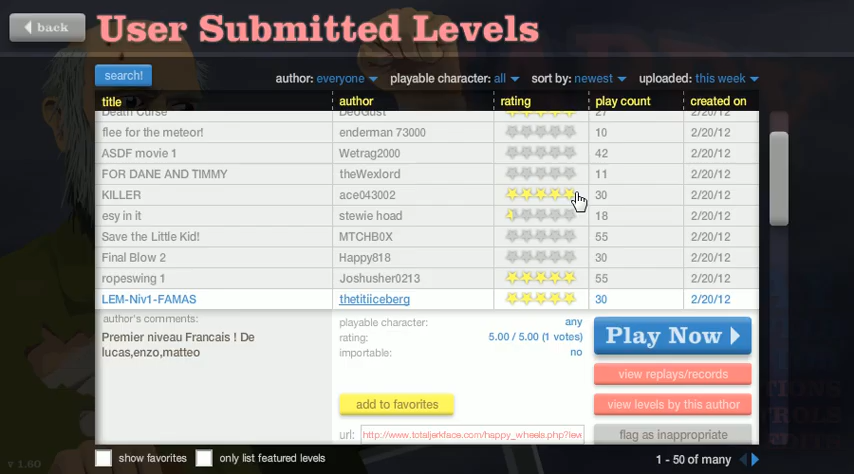 back
User Submitted Levels
search!
author: everyone
playable character: all
sort by: newest
uploaded: this week
title author rating play count created on
Death Curse DeoGust 27 2/20/12
flee for the meteor! enderman 73000 10 2/20/12
ASDF movie 1 Wetrag2000 42 2/20/12
FOR DANE AND TIMMY theWexlord 11 2/20/12
KILLER ace043002 30 2/20/12
esy in it stewie hoad 18 2/20/12
Save the Little Kid! MTCHB0X 55 2/20/12
Final Blow 2 Happy818 30 2/20/12
ropeswing 1 Joshusher0213 55 2/20/12
LEM-Niv1-FAMAS thetitiiceberg 30 2/20/12
author's comments:
Premier niveau Francais ! De
lucas,enzo,matteo
playable character: any
rating: 5.00 / 5.00 (1 votes)
importable: no
Play Now
view replays/records
add to favorites
view levels by this author
url: http://www.totaljerkface.com/happy_wheels.php?lev
flag as inappropriate
show favorites
only list featured levels
1 - 50 of many
v 1.60